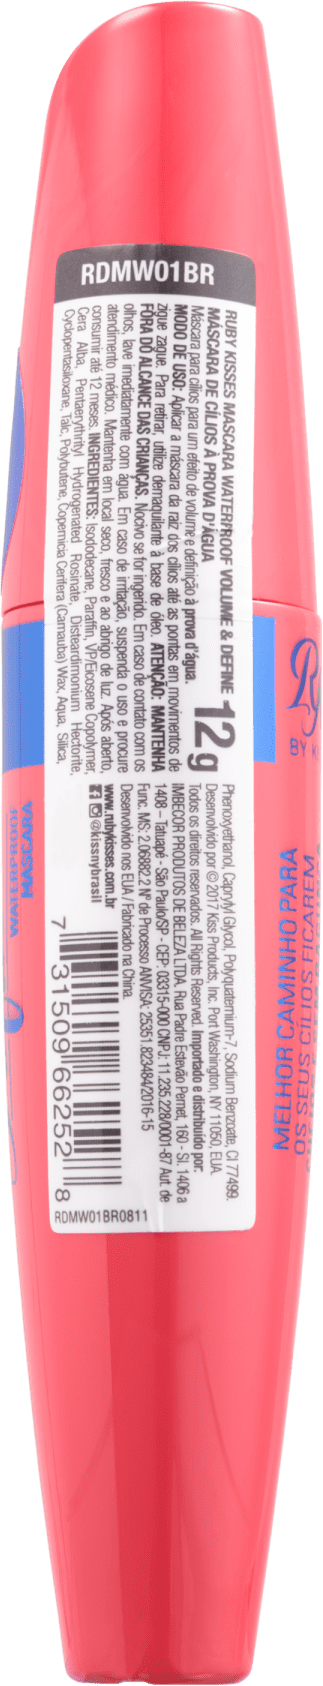 RDMW01BR
RUBY KISSES MASCARA WATERPROOF VOLUME & DEFINE
MÁSCARA DE CÍLIOS À PROVA D'ÁGUA
12g
Máscara para cílios para um efeito de volume e definição à prova d'água.
MODO DE USO: Aplicar a máscara da raiz dos cílios até as pontas em movimentos de
zigue zague. Para retirar, utilize demaquilante à base de óleo. ATENÇÃO: MANTENHA
FORA DO ALCANCE DAS CRIANÇAS. Nocivo se for ingerido. Em caso de contato com os
olhos, lave imediatamente com água. Em caso de irritação, suspenda o uso e procure
atendimento médico. Mantenha em local seco, fresco e ao abrigo de luz. Após aberto,
consumir até 12 meses. INGREDIENTES: Isododecane, Paraffin, VP/Eicosane Copolymer,
Cera Alba, Pentaerythrityl Hydrogenated Rosinate, Disteardimonium Hectorite,
Cyclopentasiloxane, Talc, Polybutene, Copernicia Cerifera (Carnauba) Wax, Aqua, Silica,
Phenoxyethanol, Caprylyl Glycol, Polyquaternium-7, Sodium Benzoate, CI 77499.
Desenvolvido por ©2017 Kiss Products, Inc. Port Washington, NY 11050, EUA.
Todos os direitos reservados. All Rights Reserved. Importado e distribuído por:
IMBECOR PRODUTOS DE BELEZA LTDA. Rua Padre Estevão Pernet, 160 - Sl. 1406 a
1408 – Tatuapé - São Paulo/SP - CEP: 03315-000 CNPJ: 11.235.228/0001-87 Aut. de
Func. MS: 2.06882.2 Nº de Processo ANVISA: 25351.823484/2016-15
Desenvolvido nos EUA / Fabricado na China.
www.rubykisses.com.br
@kissnybrasil
7 31509 66252 8
RDMW01BR0811
MASCARA
WATERPROOF
BY KI
MELHOR CAMINHO PARA
OS SEUS CÍLIOS FICAREM